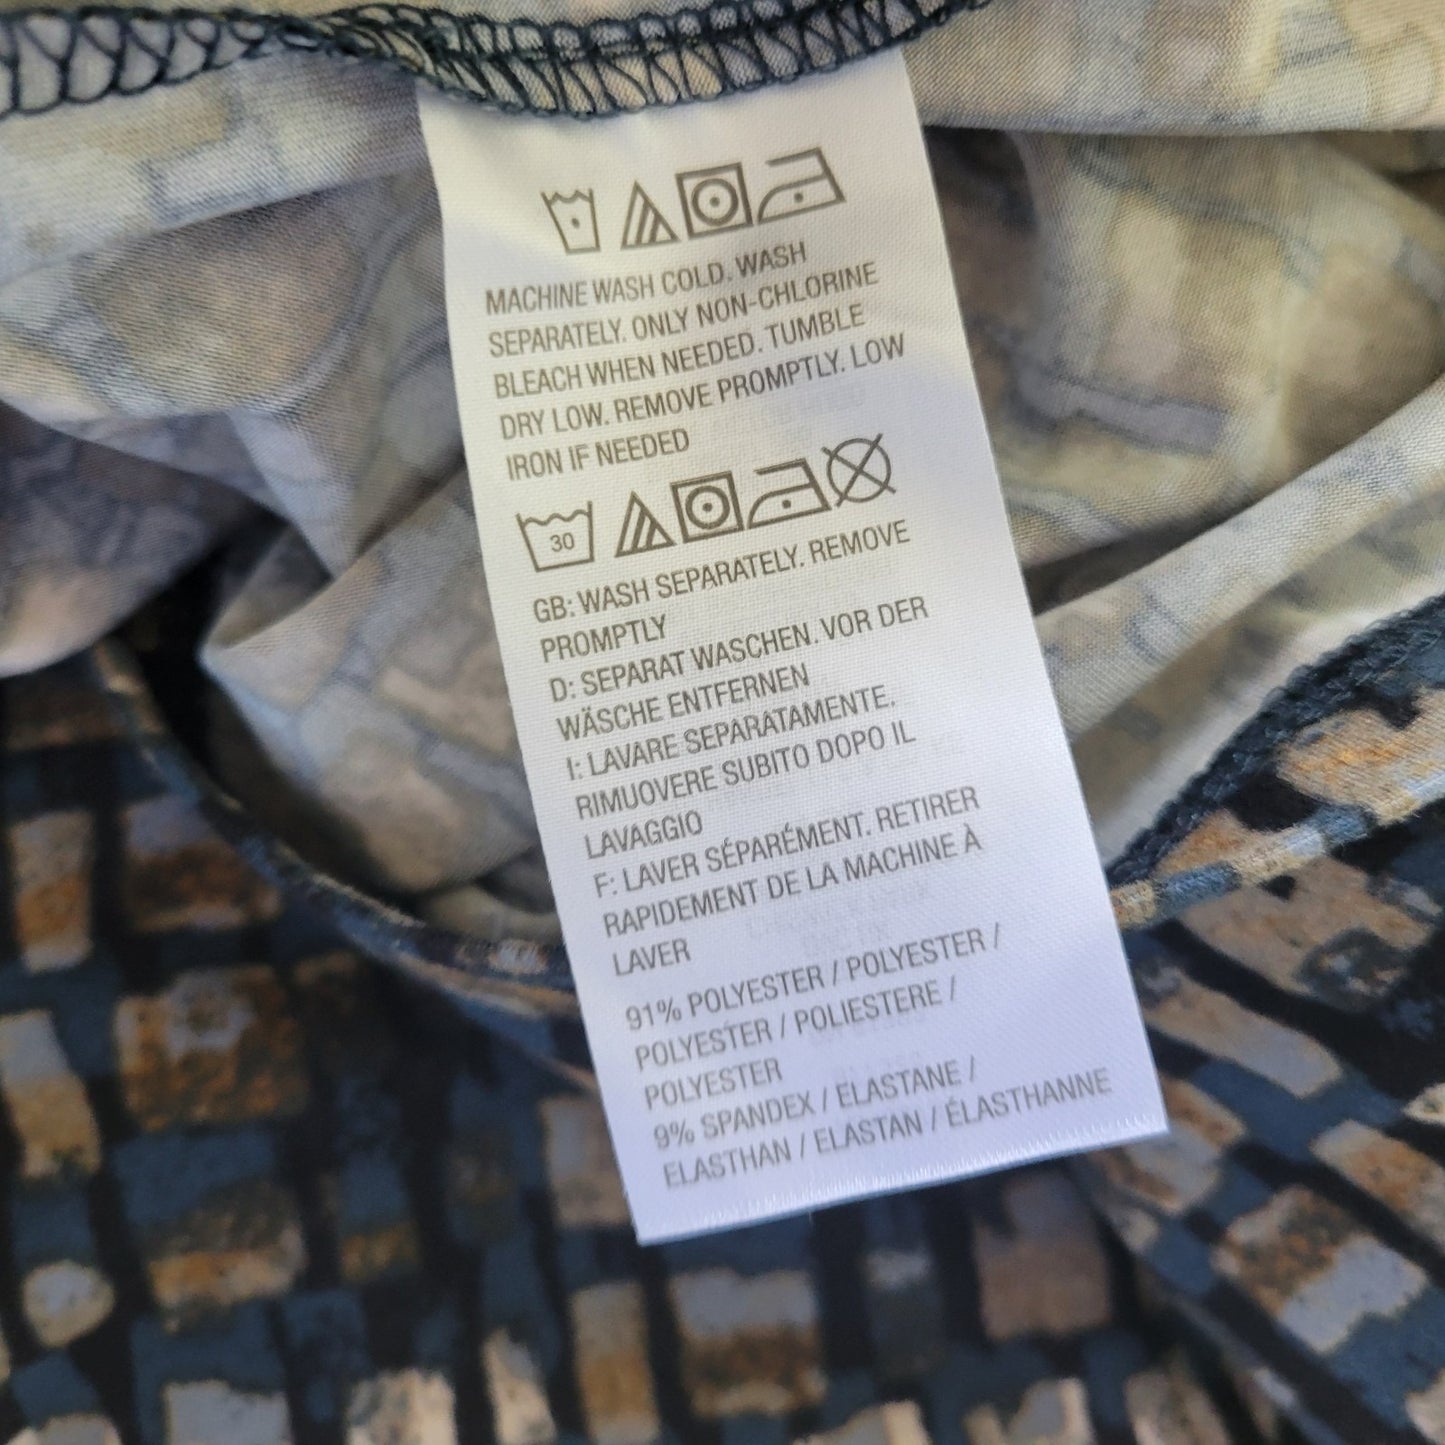 MACHINE WASH COLD. WASH
SEPARATELY. ONLY NON-CHLORINE
BLEACH WHEN NEEDED. TUMBLE
DRY LOW. REMOVE PROMPTLY. LOW
IRON IF NEEDED
30
GB: WASH SEPARATELY. REMOVE
PROMPTLY
D: SEPARAT WASCHEN. VOR DER
WÄSCHE ENTFERNEN
I: LAVARE SEPARATAMENTE.
RIMUOVERE SUBITO DOPO IL
LAVAGGIO
F: LAVER SÉPARÉMENT. RETIRER
RAPIDEMENT DE LA MACHINE À
LAVER
91% POLYESTER / POLYESTER /
POLYESTER / POLIESTERE /
POLYESTER
9% SPANDEX / ELASTANE /
ELASTHAN / ELASTAN / ÉLASTHANNE